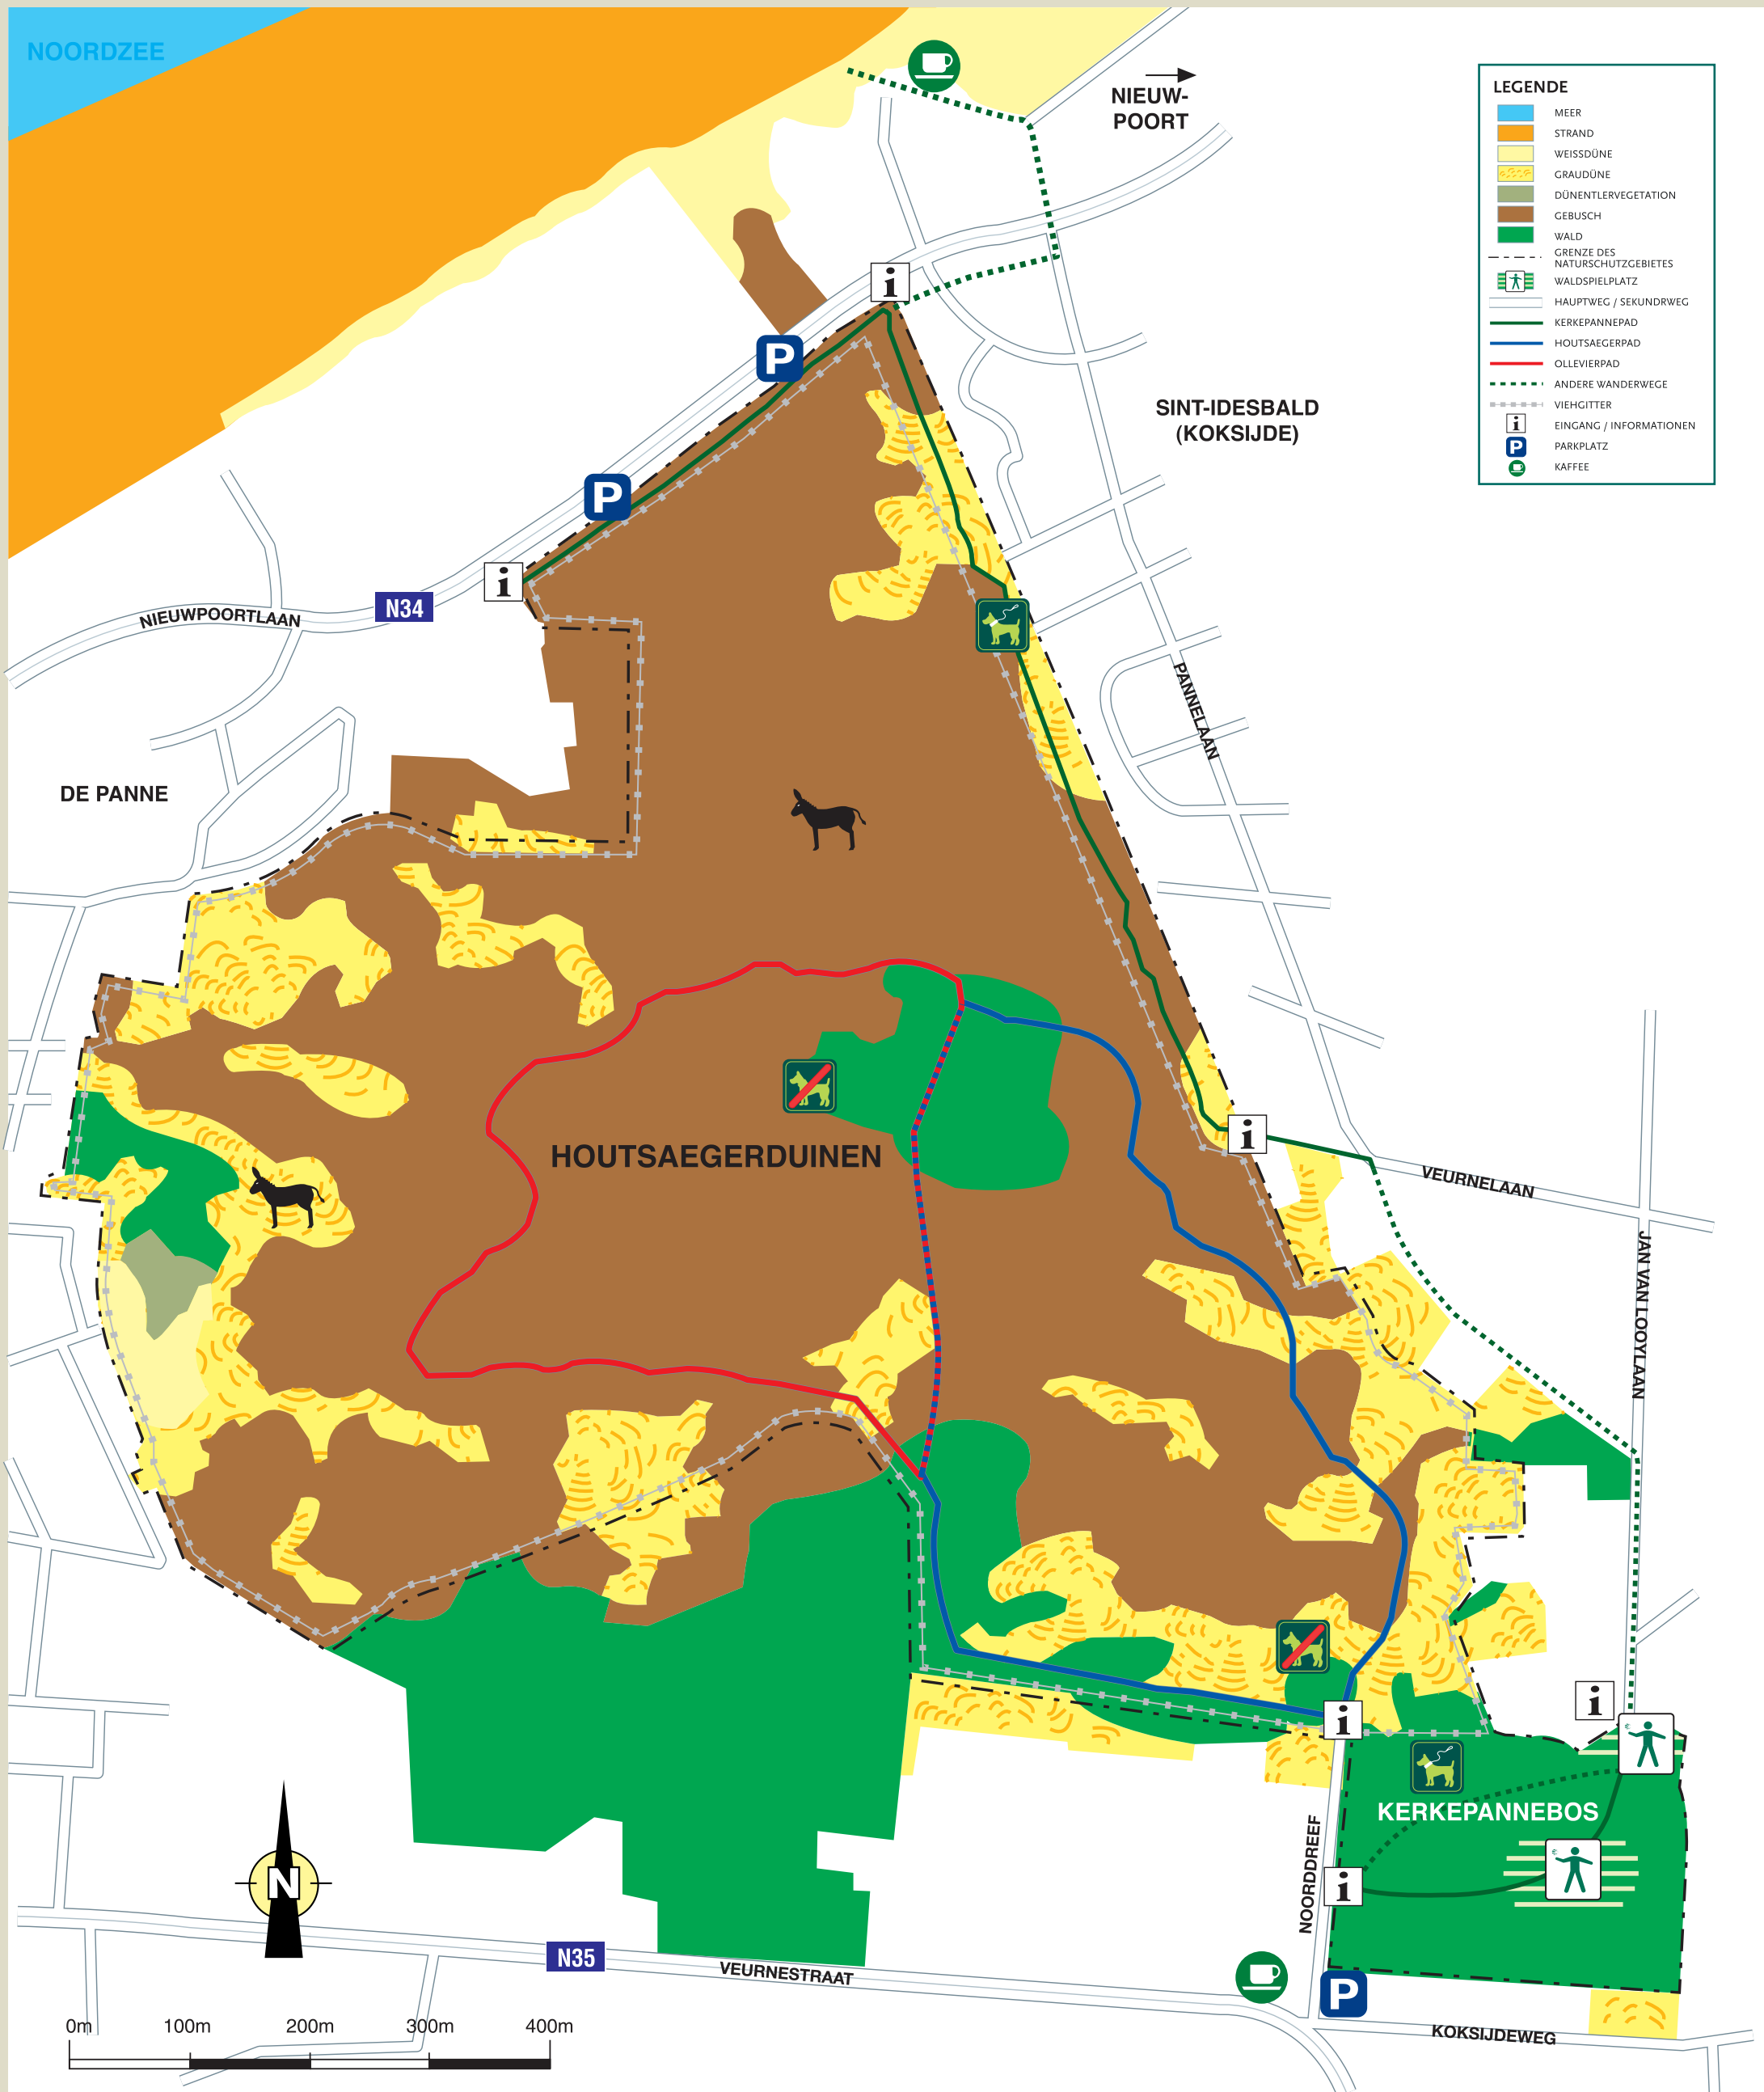 NOORDZEE
NIEUW-
POORT
LEGENDE
MEER
STRAND
WEISSDÜNE
GRAUDÜNE
DÜNENTLERVEGETATION
GEBUSCH
WALD
GRENZE DES
NATURSCHUTZGEBIETES
WALDSPIELPLATZ
HAUPTWEG / SEKUNDRWEG
KERKEPANNEPAD
HOUTSAEGERPAD
OLLEVIERPAD
ANDERE WANDERWEGE
VIEHGITTER
i EINGANG / INFORMATIONEN
P PARKPLATZ
KAFFEE
i
P
SINT-IDESBALD
(KOKSIJDE)
P
i
N34
NIEUWPOORTLAAN
PANNELAAN
DE PANNE
i
HOUTSAEGERDUINEN
VEURNELAAN
JAN VAN LOOYLAAN
i
i
KERKEPANNEBOS
NOORDDREEF
i
N
N35
VEURNESTRAAT
P
KOKSIJDEWEG
0m 100m 200m 300m 400m